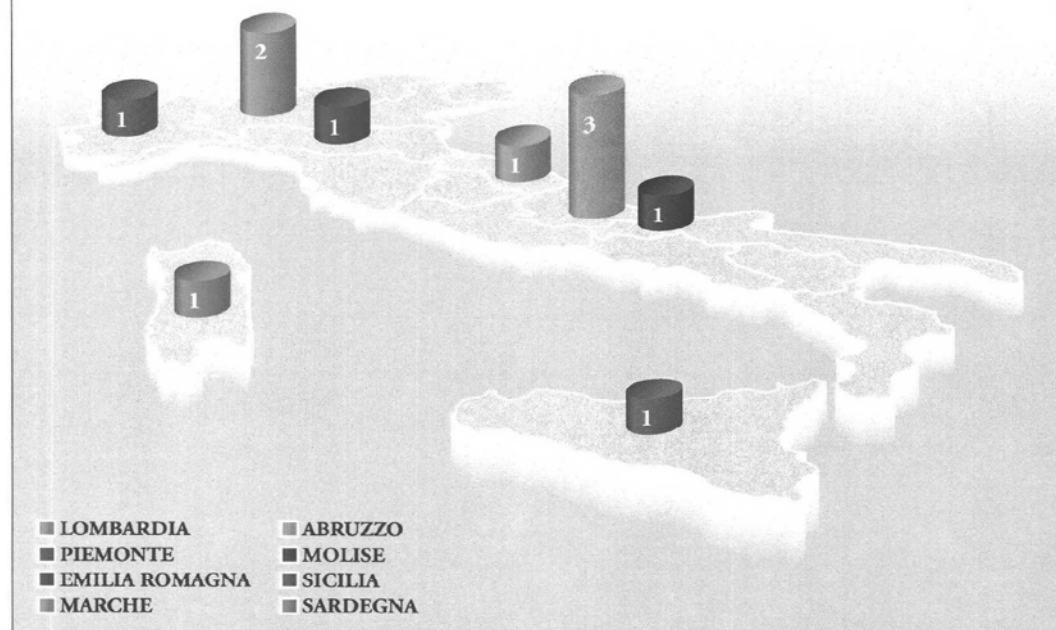 2
1
1
3
1
1
1
1
LOMBARDIA
PIEMONTE
EMILIA ROMAGNA
MARCHE
ABRUZZO
MOLISE
SICILIA
SARDEGNA